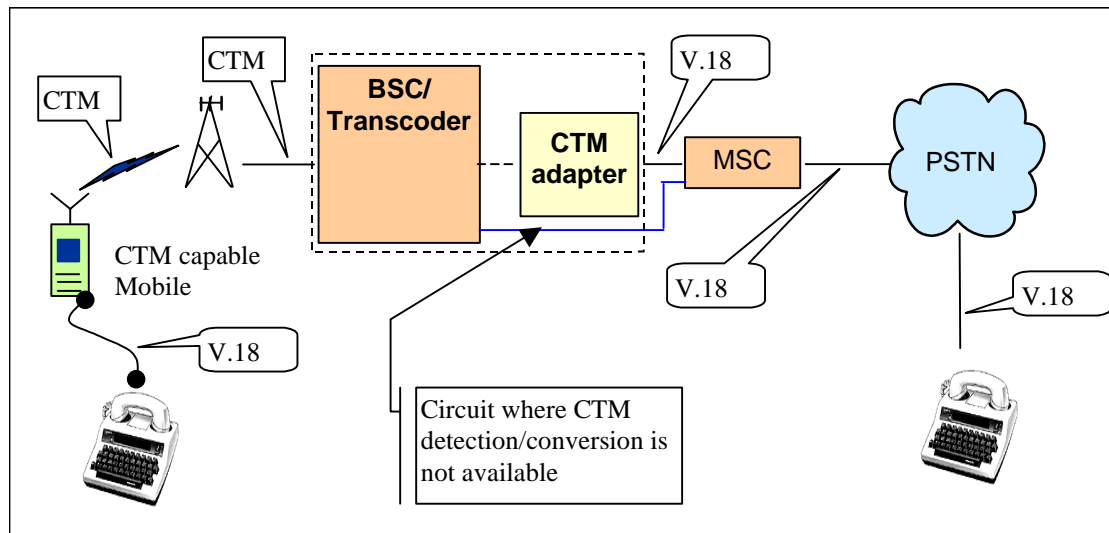 CTM
CTM
BSC/
Transcoder
CTM
adapter
V.18
MSC
PSTN
CTM capable
Mobile
V.18
V.18
V.18
Circuit where CTM
detection/conversion is
not available